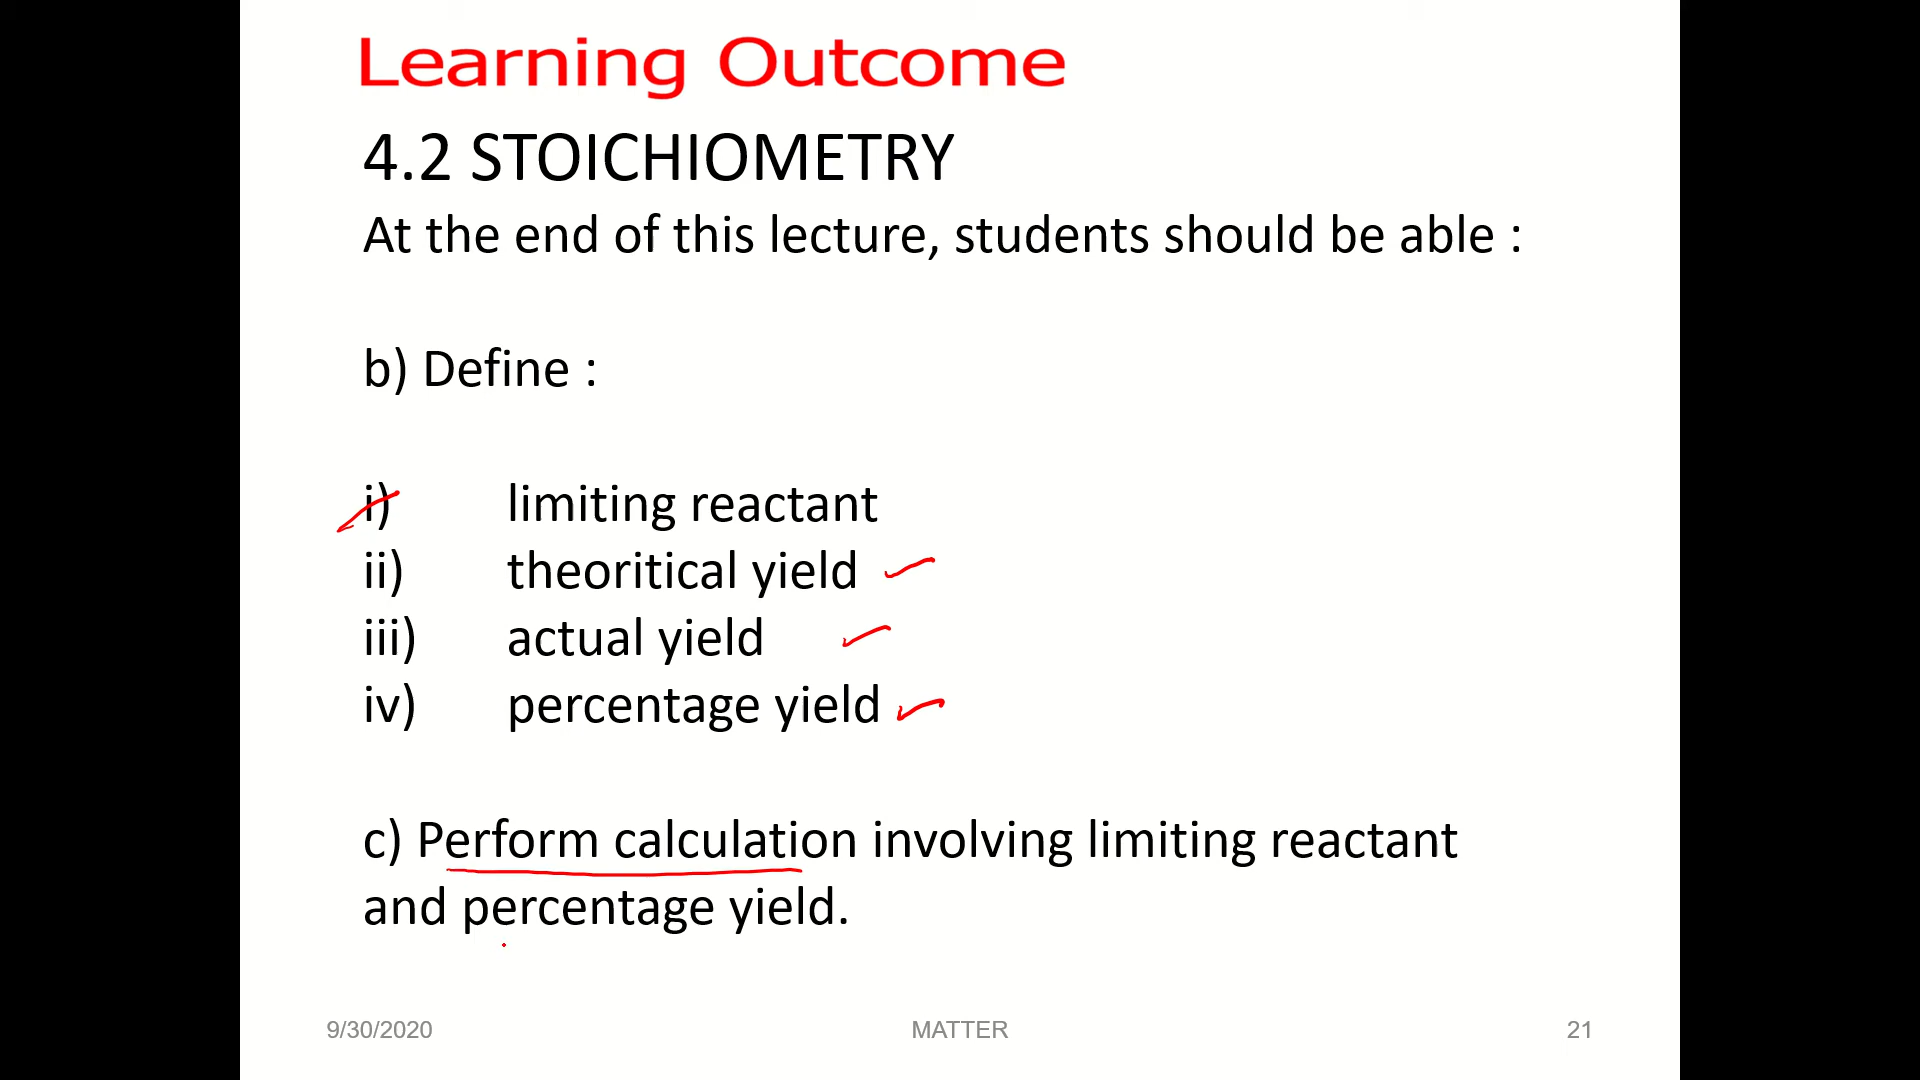 Learning Outcome
4.2 STOICHIOMETRY
At the end of this lecture, students should be able :
b) Define :
i) limiting reactant
ii) theoritical yield
iii) actual yield
iv) percentage yield
c) Perform calculation involving limiting reactant
and percentage yield.
9/30/2020 MATTER 21